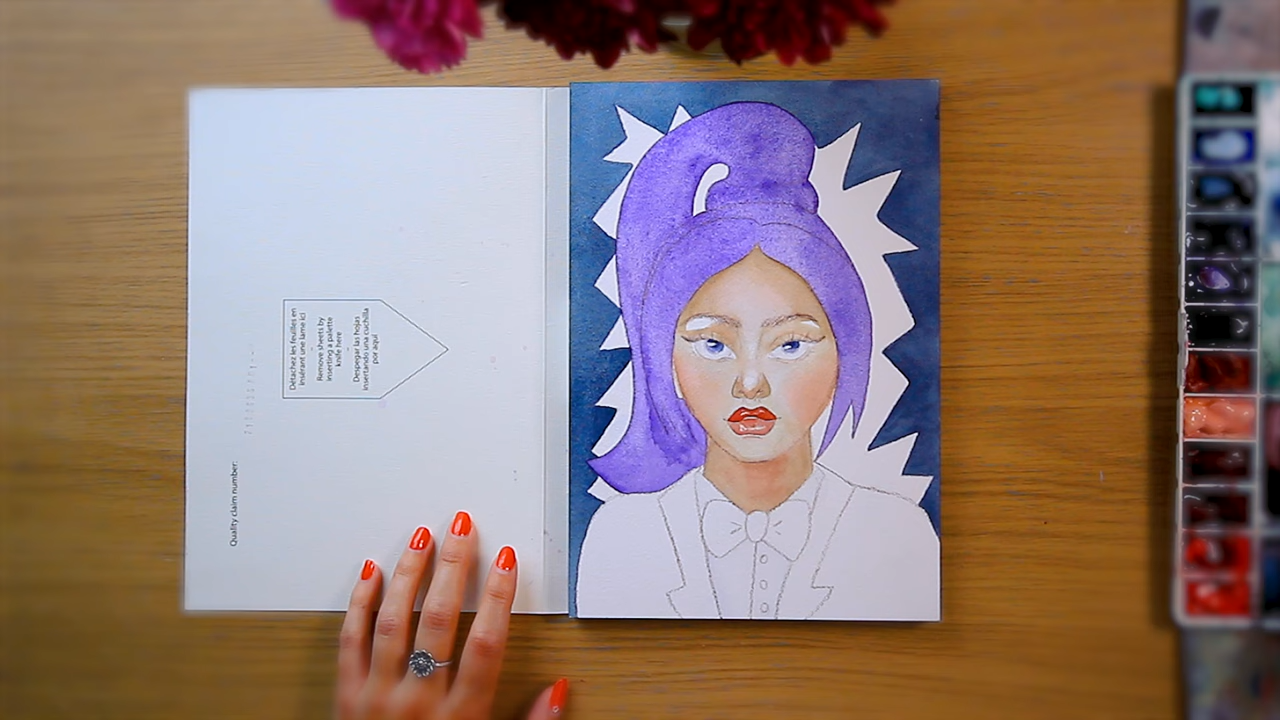 Détachez les feuilles en
insérant une lame ici
-
Remove sheets by
inserting a palette
knife here
-
Despegar las hojas
insertando una cuchilla
por aquí
Quality claim number: